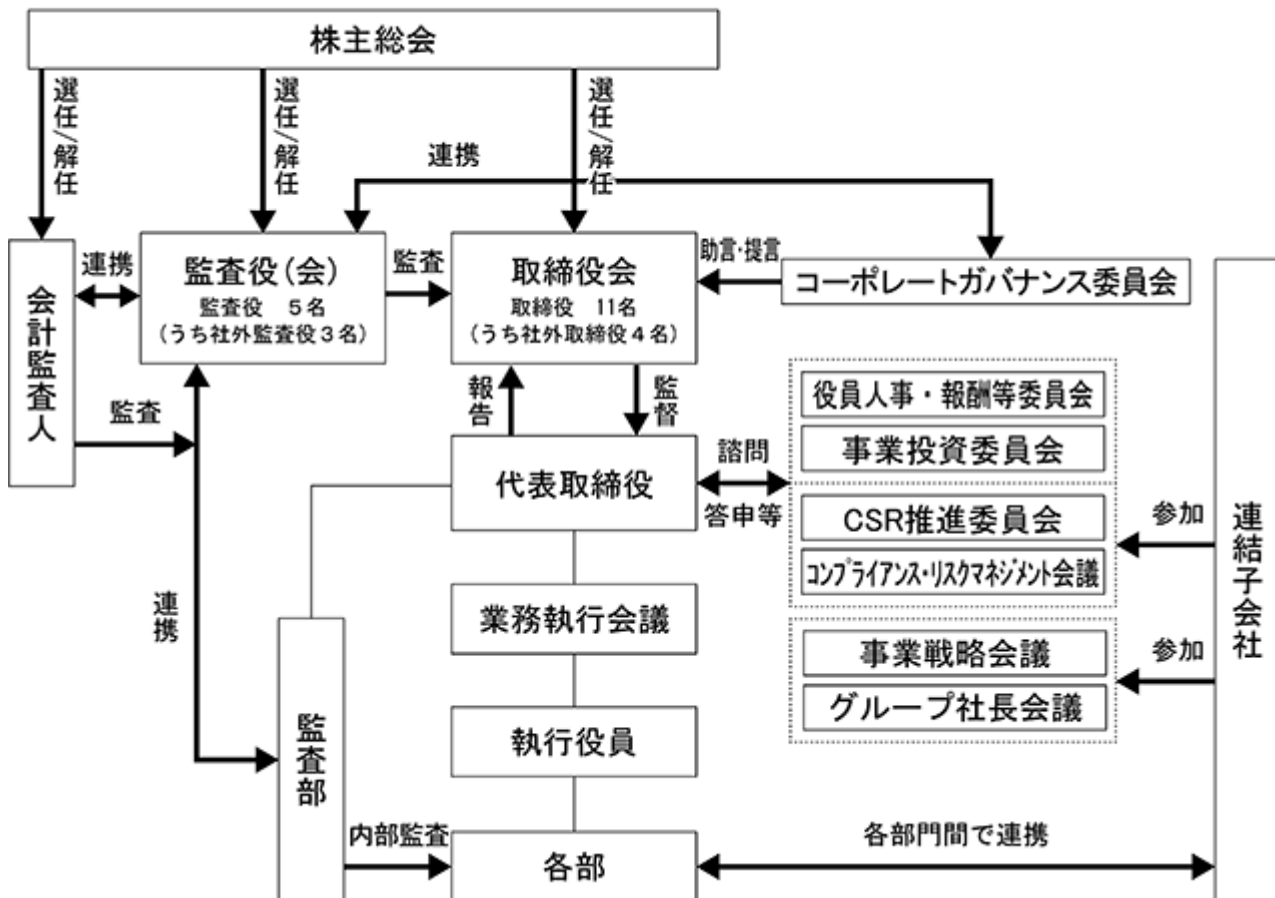 株主総会
選任/解任
選任/解任
選任/解任
連携
会計監査人
連携
監査役(会)
監査役 5名
(うち社外監査役3名)
監査
取締役会
取締役 11名
(うち社外取締役4名)
助言・提言
コーポレートガバナンス委員会
監査
報告
監督
役員人事・報酬等委員会
事業投資委員会
代表取締役
諮問
答申等
CSR推進委員会
コンプライアンス・リスクマネジメント会議
参加
連結子会社
連携
業務執行会議
事業戦略会議
グループ社長会議
参加
監査部
執行役員
内部監査
各部
各部門間で連携